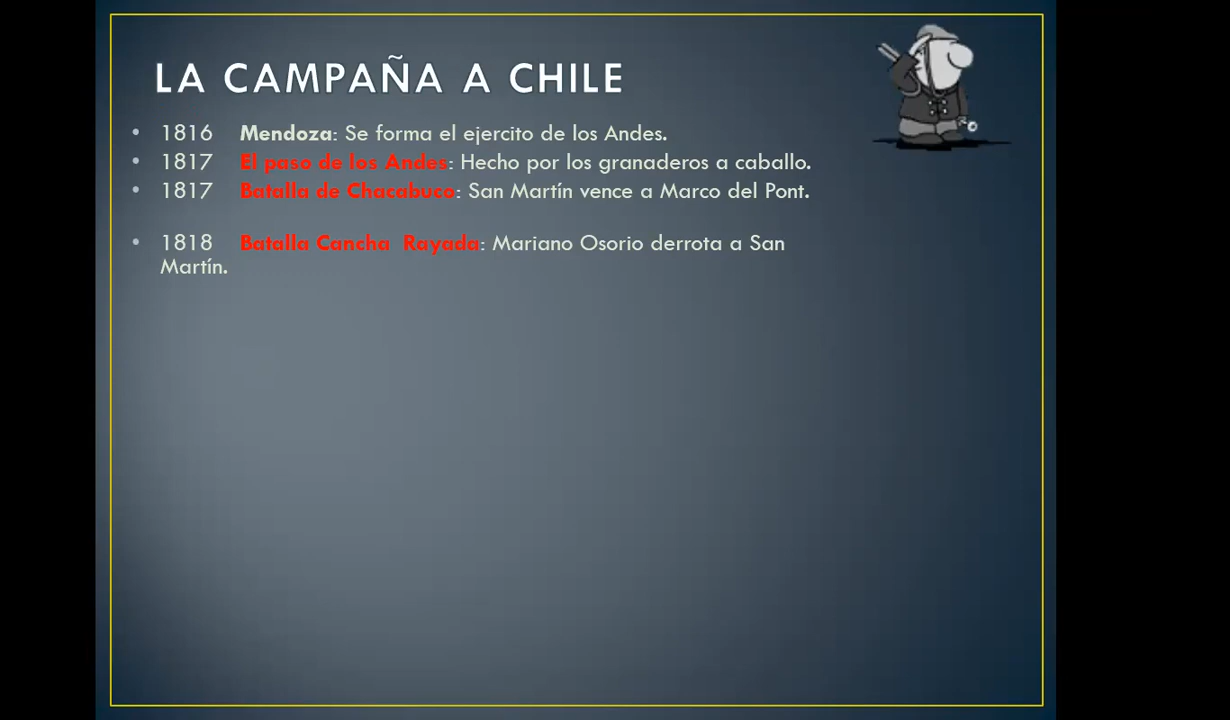 LA CAMPAÑA A CHILE
• 1816 Mendoza: Se forma el ejercito de los Andes.
• 1817 El paso de los Andes: Hecho por los granaderos a caballo.
• 1817 Batalla de Chacabuco: San Martín vence a Marco del Pont.
• 1818 Batalla Cancha Rayada: Mariano Osorio derrota a San
Martín.